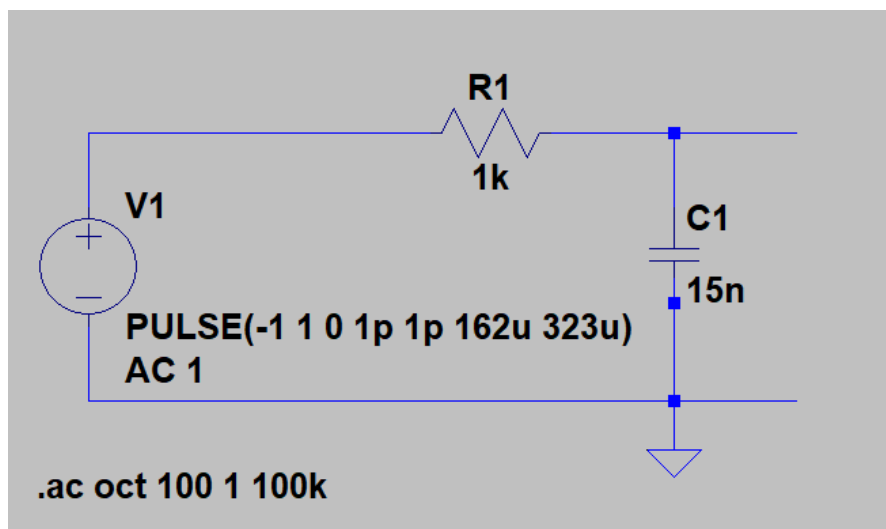 R1
1k
V1
C1
15n
PULSE(-1 1 0 1p 1p 162u 323u)
AC 1
.ac oct 100 1 100k